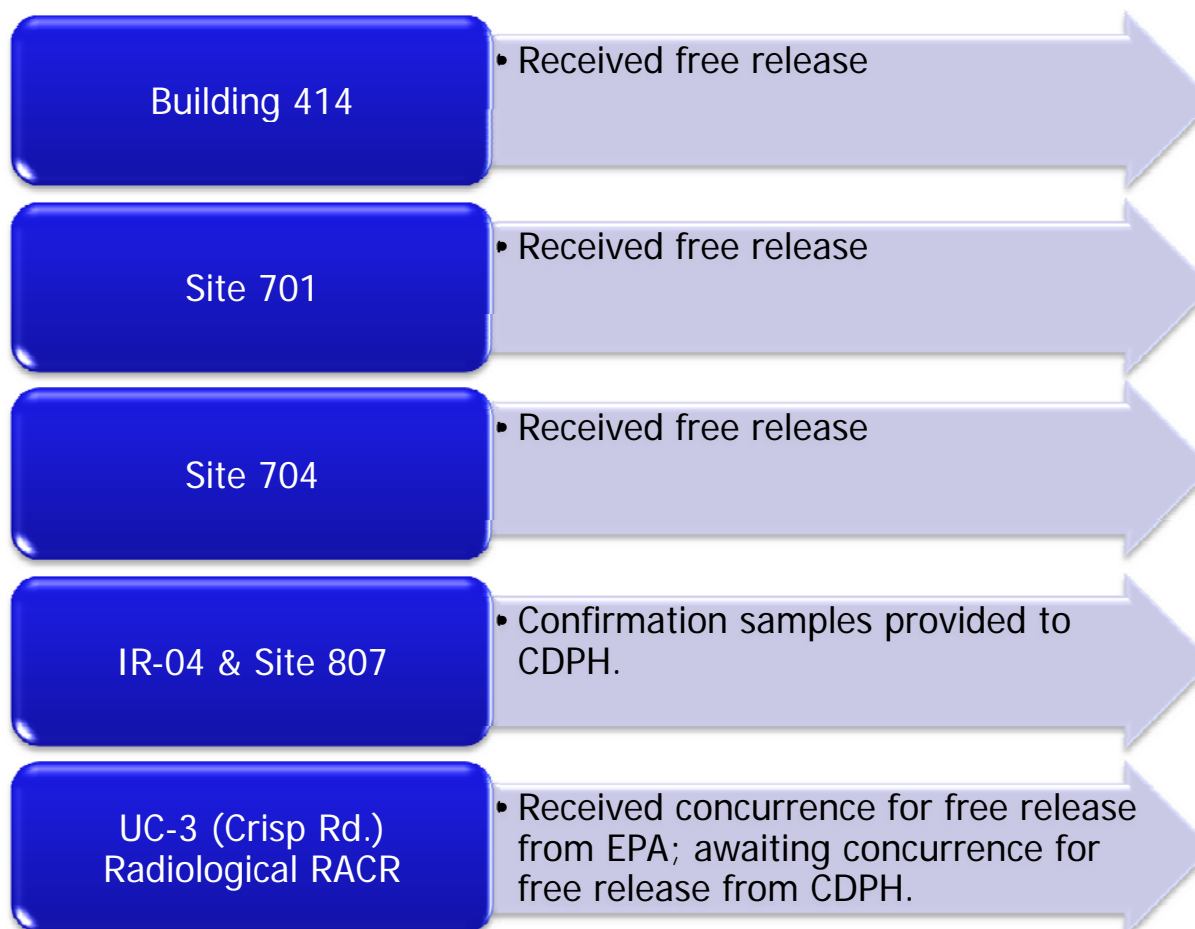 Building 414
• Received free release
Site 701
• Received free release
Site 704
• Received free release
IR-04 & Site 807
• Confirmation samples provided to
CDPH.
UC-3 (Crisp Rd.)
Radiological RACR
• Received concurrence for free release
from EPA; awaiting concurrence for
free release from CDPH.